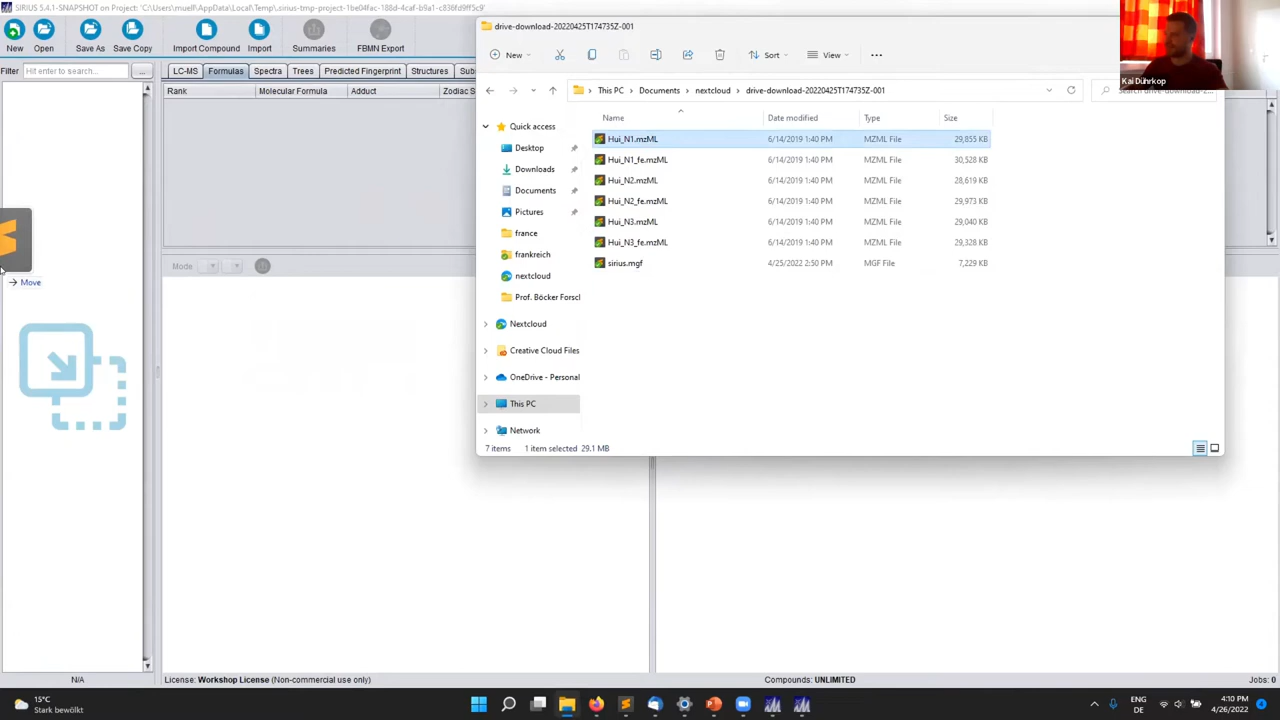 SIRIUS 5.4.1-SNAPSHOT on Project: 'C:\Users\muell\AppData\Local\Temp\.sirius-tmp-project-1be04fac-188d-4caf-b9a1-c836fd9ff5c9'
drive-download-20220425T174735Z-001
New Open Save As Save Copy Import Compound Import Summaries FBMN Export
New Sort View
Kai Dührkop
Filter Hit enter to search... ... LC-MS Formulas Spectra Trees Predicted Fingerprint Structures Sub
This PC Documents nextcloud drive-download-20220425T174735Z-001
Rank Molecular Formula Adduct Zodiac S
Name Date modified Type Size
Quick access
Desktop
Downloads
Documents
Pictures
france
frankreich
nextcloud
Prof. Böcker Forscl
Nextcloud
Creative Cloud Files
OneDrive - Personal
This PC
Network
Hui_N1.mzML 6/14/2019 1:40 PM MZML File 29,855 KB
Hui_N1_fe.mzML 6/14/2019 1:40 PM MZML File 30,528 KB
Hui_N2.mzML 6/14/2019 1:40 PM MZML File 28,619 KB
Hui_N2_fe.mzML 6/14/2019 1:40 PM MZML File 29,973 KB
Hui_N3.mzML 6/14/2019 1:40 PM MZML File 29,040 KB
Hui_N3_fe.mzML 6/14/2019 1:40 PM MZML File 29,328 KB
sirius.mgf 4/25/2022 2:50 PM MGF File 7,229 KB
Mode
Move
7 items 1 item selected 29.1 MB
N/A License: Workshop License (Non-commercial use only) Compounds: UNLIMITED Jobs: 0
15°C
Stark bewölkt
ENG
DE
4:10 PM
4/26/2022